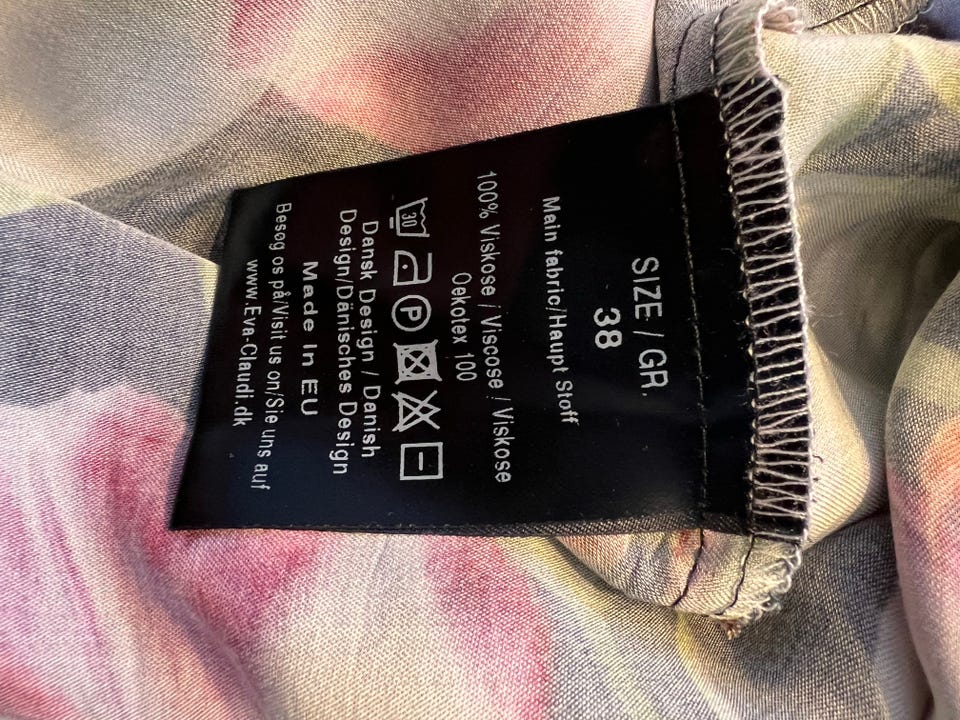 SIZE / GR.
38
Main fabric/Haupt Stoff
100% Viskose / Viscose / Viskose
Oekotex 100
30 P
Dansk Design / Danish
Design/Dänisches Design
Made In EU
Besøg os på/Visit us on/Sie uns auf
www.Eva-Claudi.dk